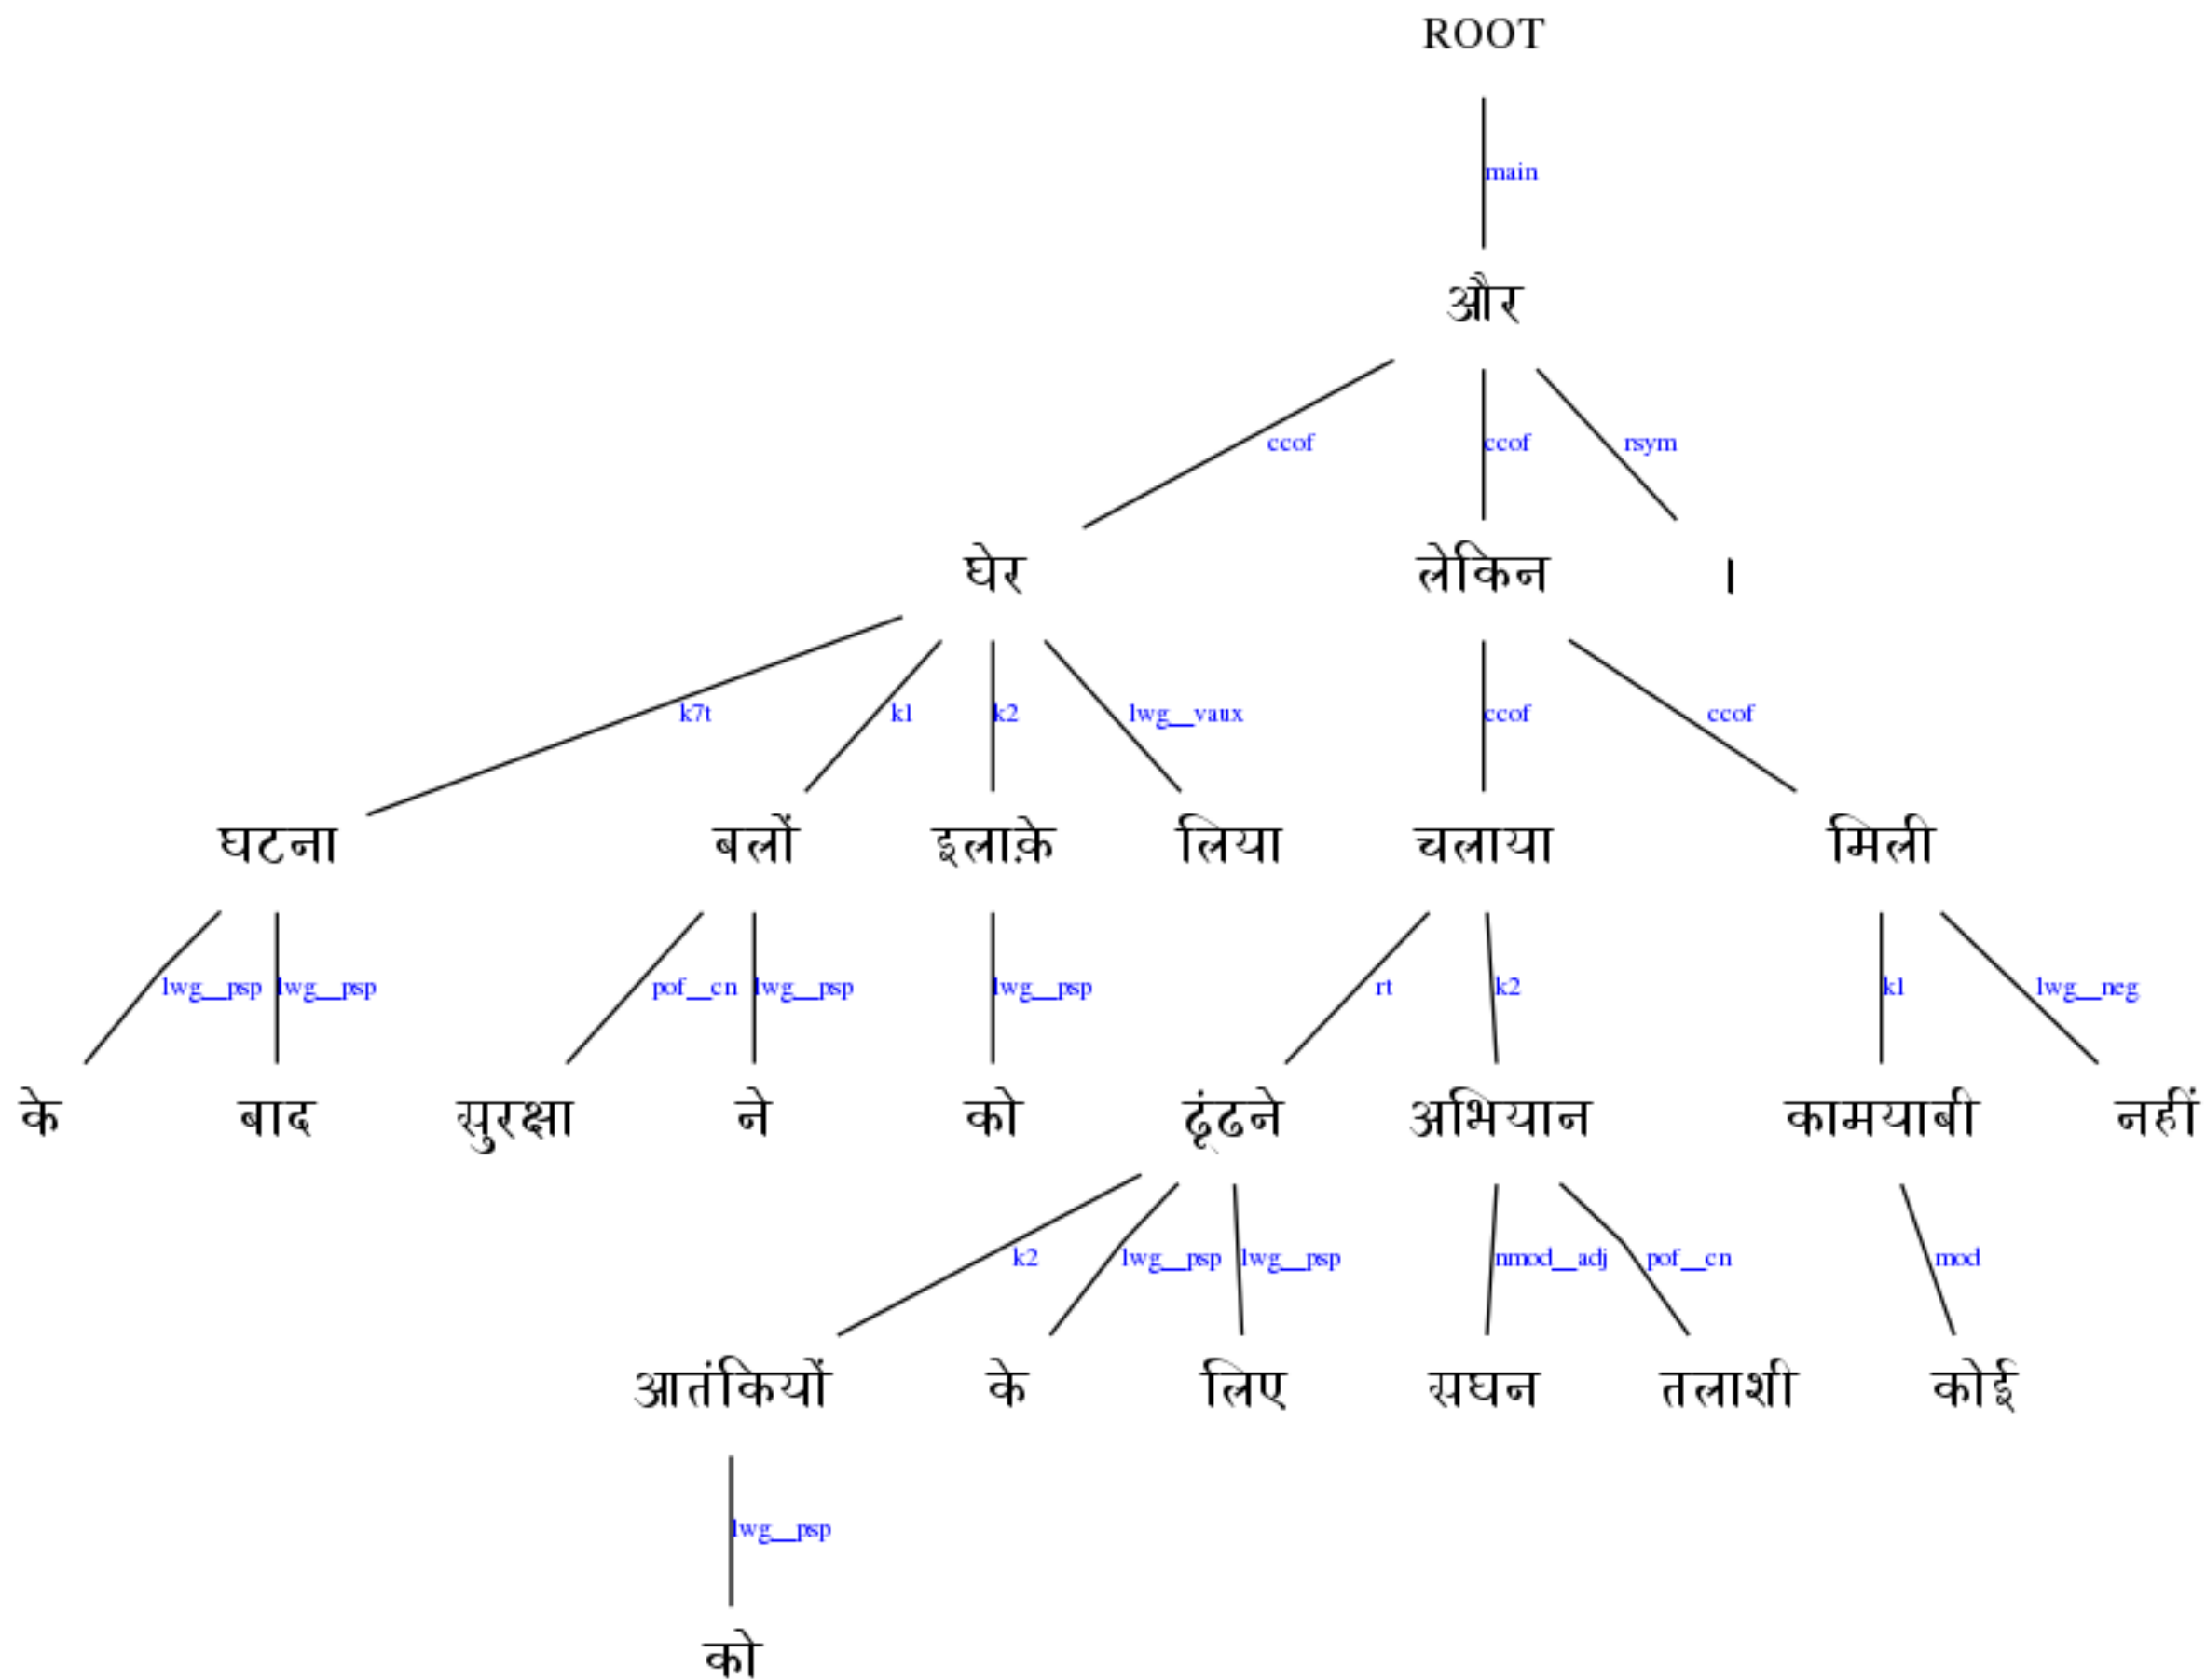 ROOT
main
और
ccof ccof rsym
घेर लेकिन ।
k7t k1 k2 lwg__vaux ccof ccof
घटना बलों इलाक़े लिया चलाया मिली
lwg__psp lwg__psp pof__cn lwg__psp lwg__psp rt k2 k1 lwg__neg
के बाद सुरक्षा ने को ढूंढने अभियान कामयाबी नहीं
k2 lwg__psp lwg__psp nmod__adj pof__cn mod
आतंकियों के लिए सघन तलाशी कोई
lwg__psp
को